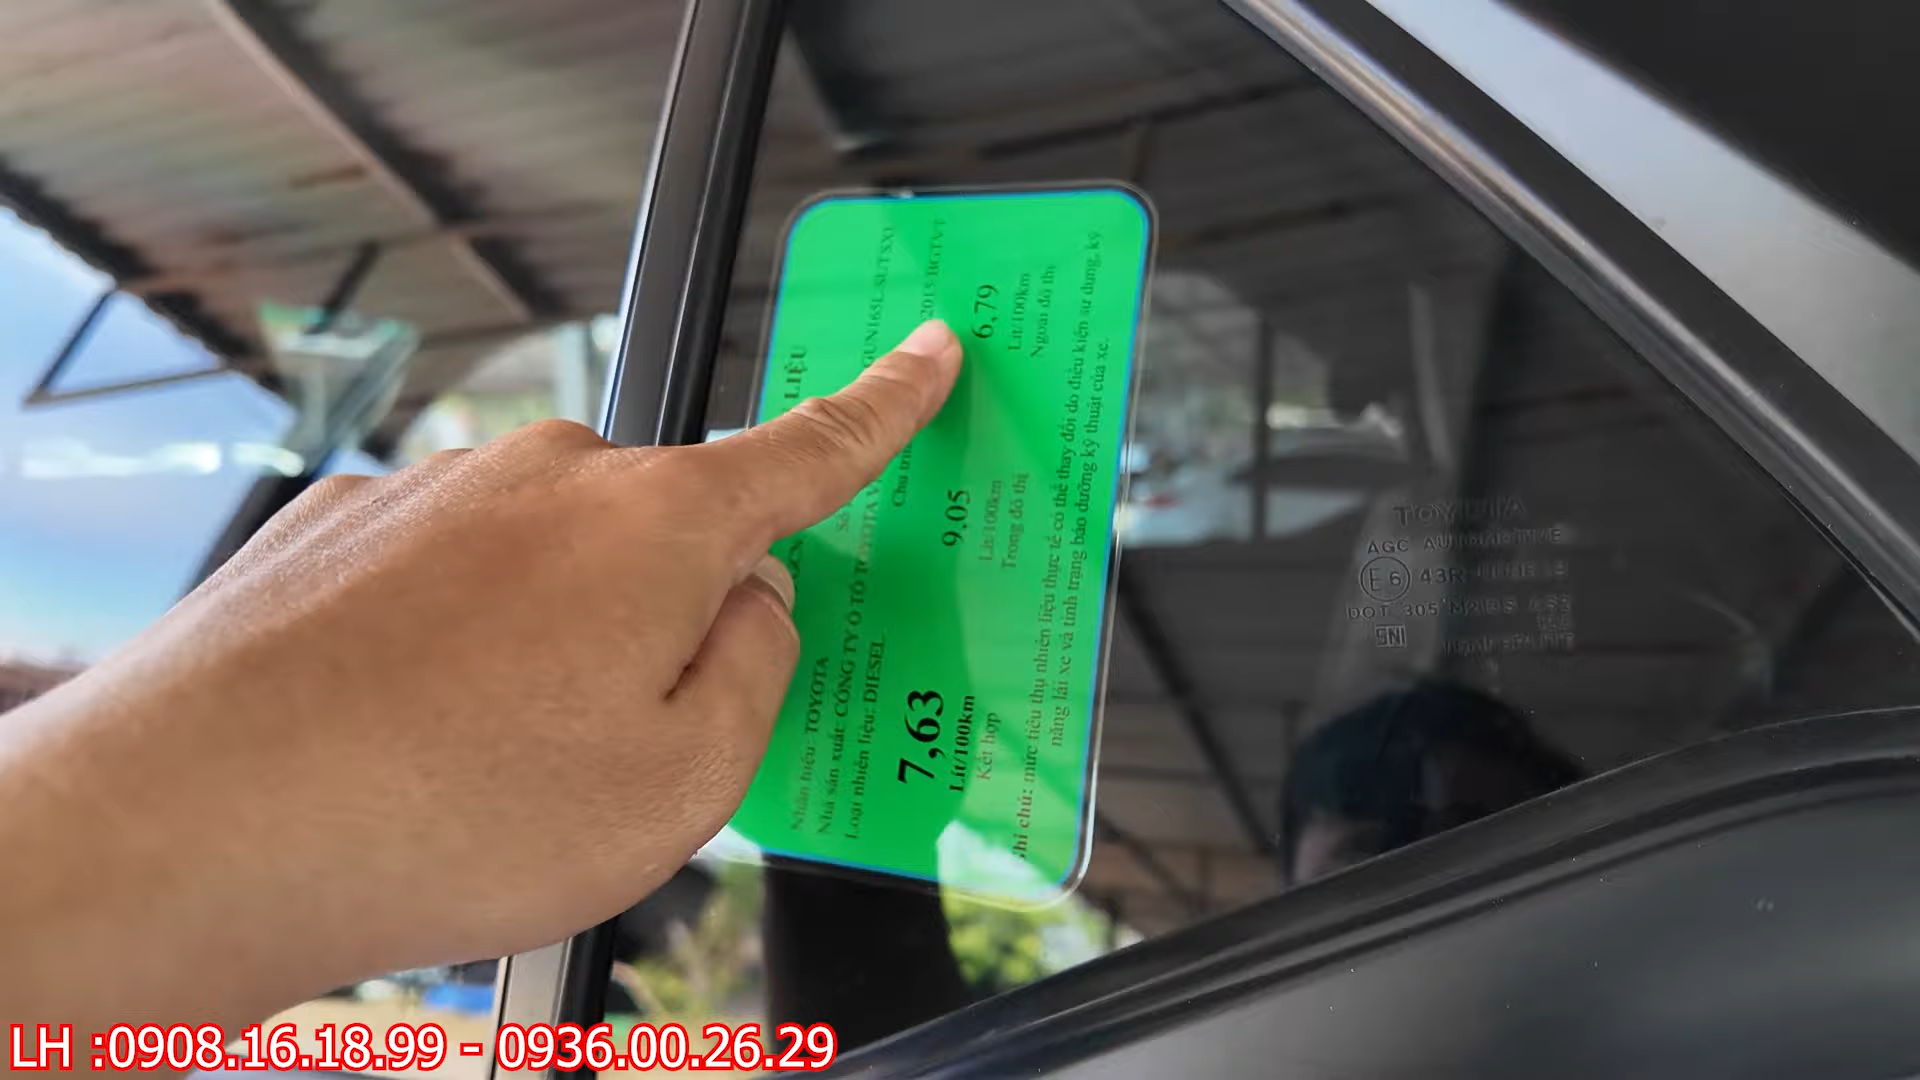 LIỆU
Nhãn hiệu: TOYOTA
Nhà sản xuất: CÔNG TY Ô TÔ TOYOTA
Loại nhiên liệu: DIESEL
7,63
Lít/100km
Kết hợp
9,05
Lít/100km
Trong đô thị
6,79
Lít/100km
Ngoài đô thị
chú: mức tiêu thụ nhiên liệu thực tế có thể thay đổi do điều kiện sử dụng, kỹ
năng lái xe và tình trạng bảo dưỡng kỹ thuật của xe.
TOYOTA
AGC AUTOMOTIVE
E6 43R
DOT 305
SNI
LH :0908.16.18.99 - 0936.00.26.29